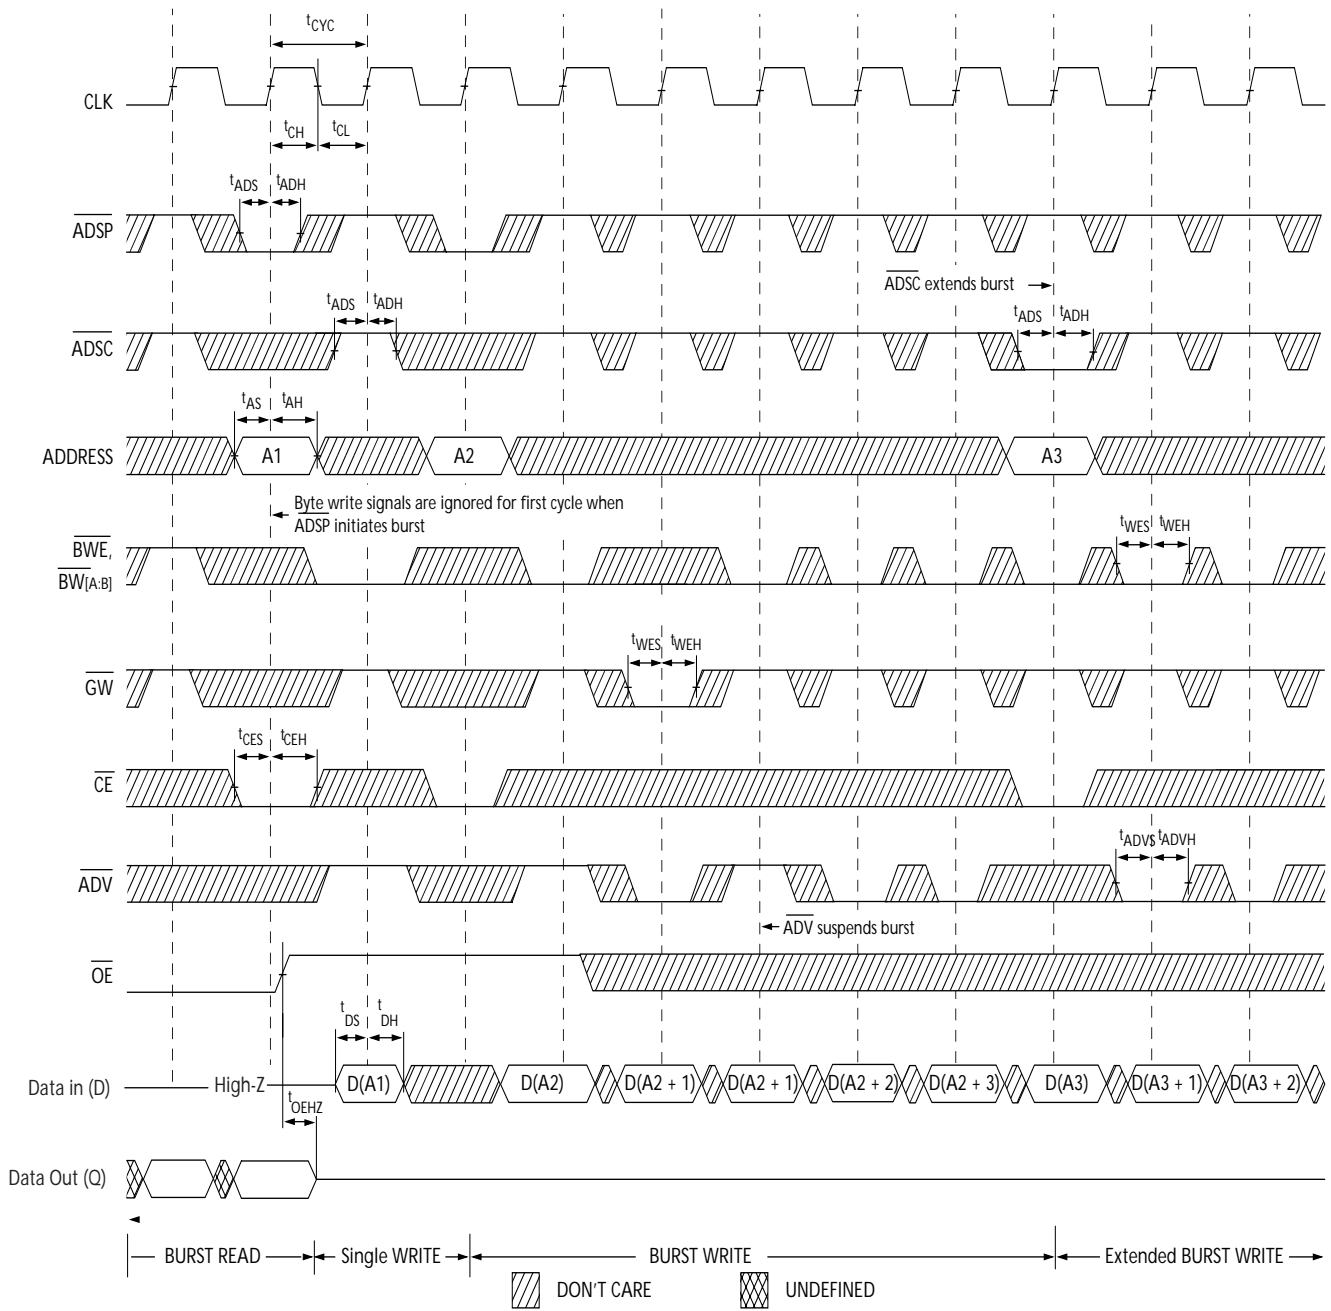 tCYC
CLK
tCH tCL
tADS tADH
ADSP
ADSC extends burst
tADS tADH
tADS tADH
ADSC
tAS tAH
ADDRESS A1 A2 A3
Byte write signals are ignored for first cycle when
ADSP initiates burst
BWE,
BW[A:B]
tWES tWEH
tWES tWEH
GW
tCES tCEH
CE
tADVS tADVH
ADV
ADV suspends burst
OE
tDS tDH
Data in (D) High-Z D(A1) D(A2) D(A2 + 1) D(A2 + 1) D(A2 + 2) D(A2 + 3) D(A3) D(A3 + 1) D(A3 + 2)
tOEHZ
Data Out (Q)
BURST READ Single WRITE BURST WRITE Extended BURST WRITE
DON'T CARE UNDEFINED